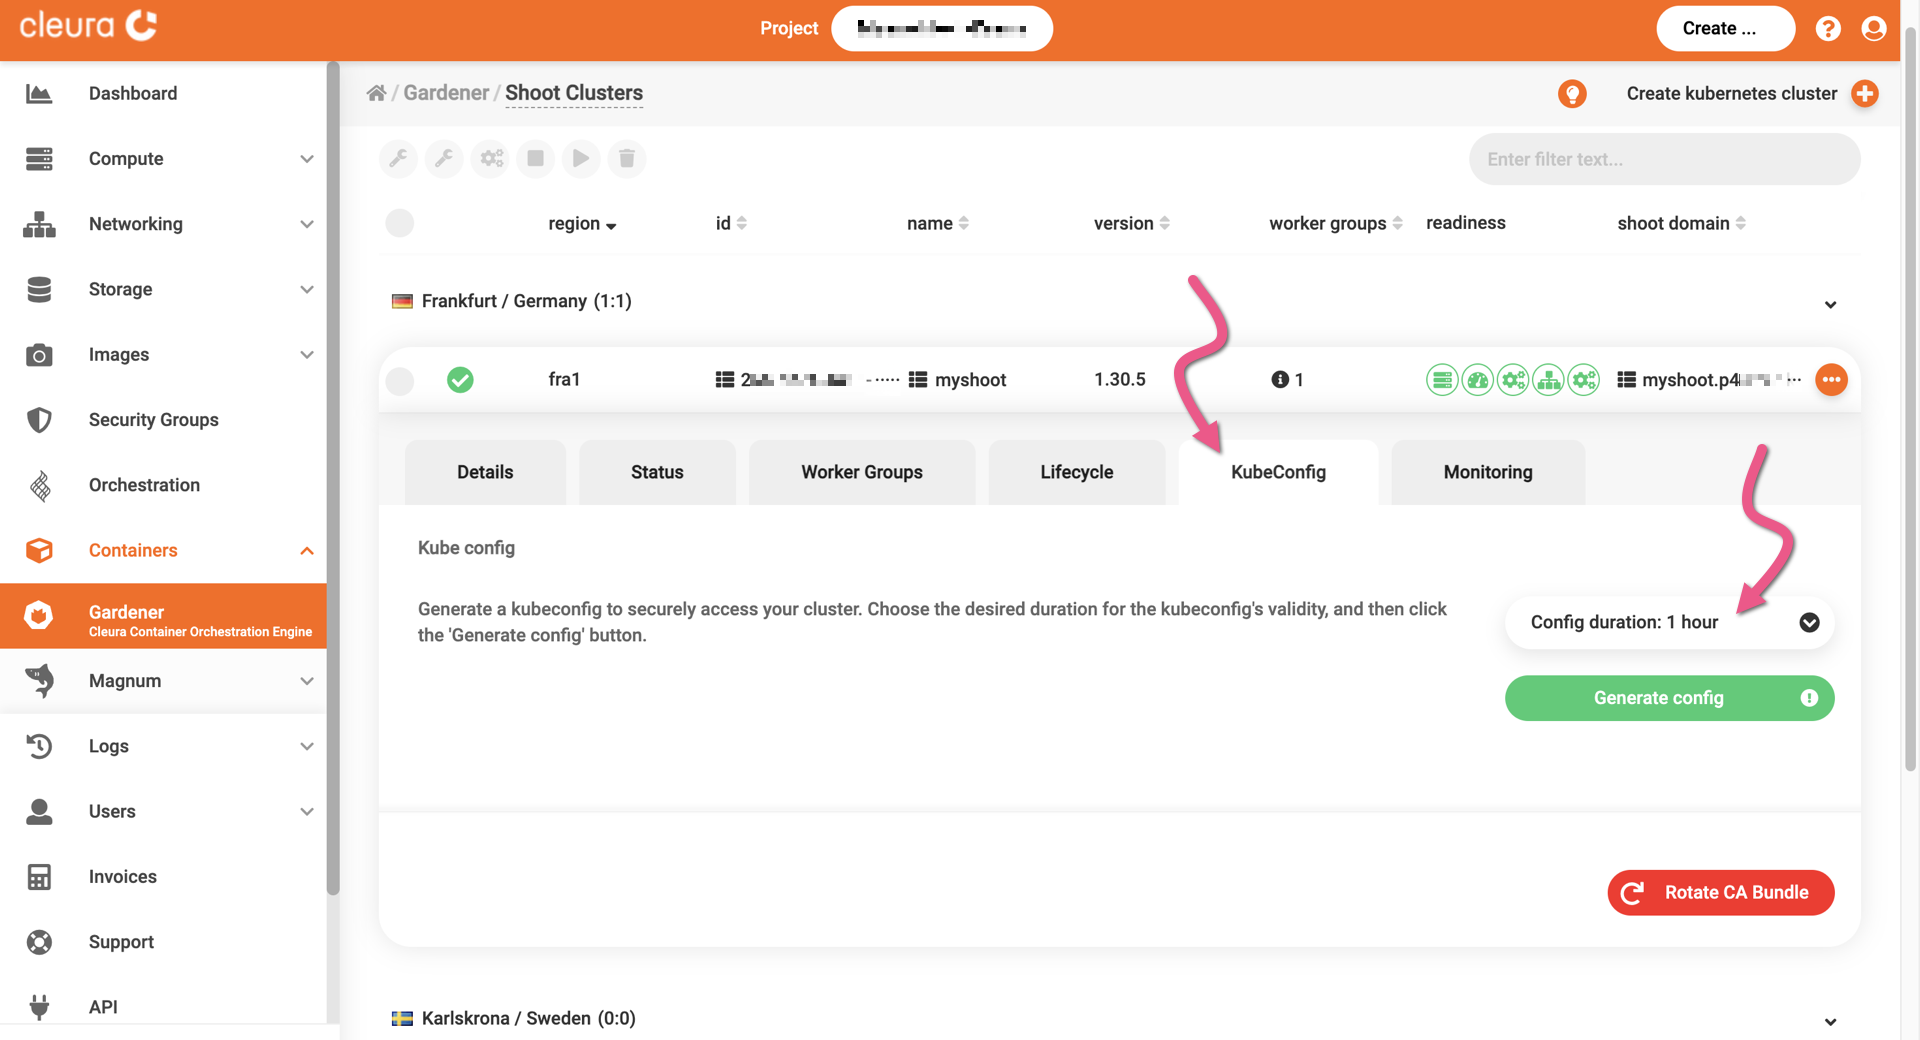 cleura
Project
Create ...
Dashboard
Compute
Networking
Storage
Images
Security Groups
Orchestration
Containers
Gardener
Cleura Container Orchestration Engine
Magnum
Logs
Users
Invoices
Support
API
/ Gardener / Shoot Clusters
Create kubernetes cluster
Enter filter text...
region id name version worker groups readiness shoot domain
Frankfurt / Germany (1:1)
fra1 myshoot 1.30.5 1 myshoot.p4
Details Status Worker Groups Lifecycle KubeConfig Monitoring
Kube config
Generate a kubeconfig to securely access your cluster. Choose the desired duration for the kubeconfig's validity, and then click
the 'Generate config' button.
Config duration: 1 hour
Generate config
Rotate CA Bundle
Karlskrona / Sweden (0:0)